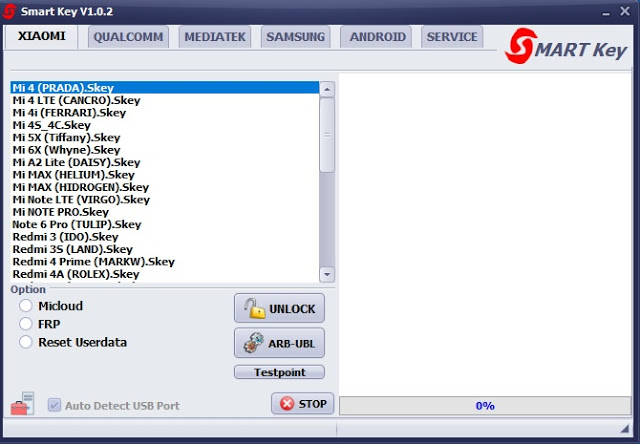 Smart Key V1.0.2
XIAOMI QUALCOMM MEDIATEK SAMSUNG ANDROID SERVICE
SMART Key
Mi 4 (PRADA).Skey
Mi 4 LTE (CANCRO).Skey
Mi 4i (FERRARI).Skey
Mi 4S_4C.Skey
Mi 5X (Tiffany).Skey
Mi 6X (Whyne).Skey
Mi A2 Lite (DAISY).Skey
Mi MAX (HELIUM).Skey
Mi MAX (HIDROGEN).Skey
Mi Note LTE (VIRGO).Skey
Mi NOTE PRO.Skey
Note 6 Pro (TULIP).Skey
Redmi 3 (IDO).Skey
Redmi 3S (LAND).Skey
Redmi 4 Prime (MARKW).Skey
Redmi 4A (ROLEX).Skey
Option
Micloud
FRP
Reset Userdata
UNLOCK
ARB-UBL
Testpoint
Auto Detect USB Port
STOP
0%